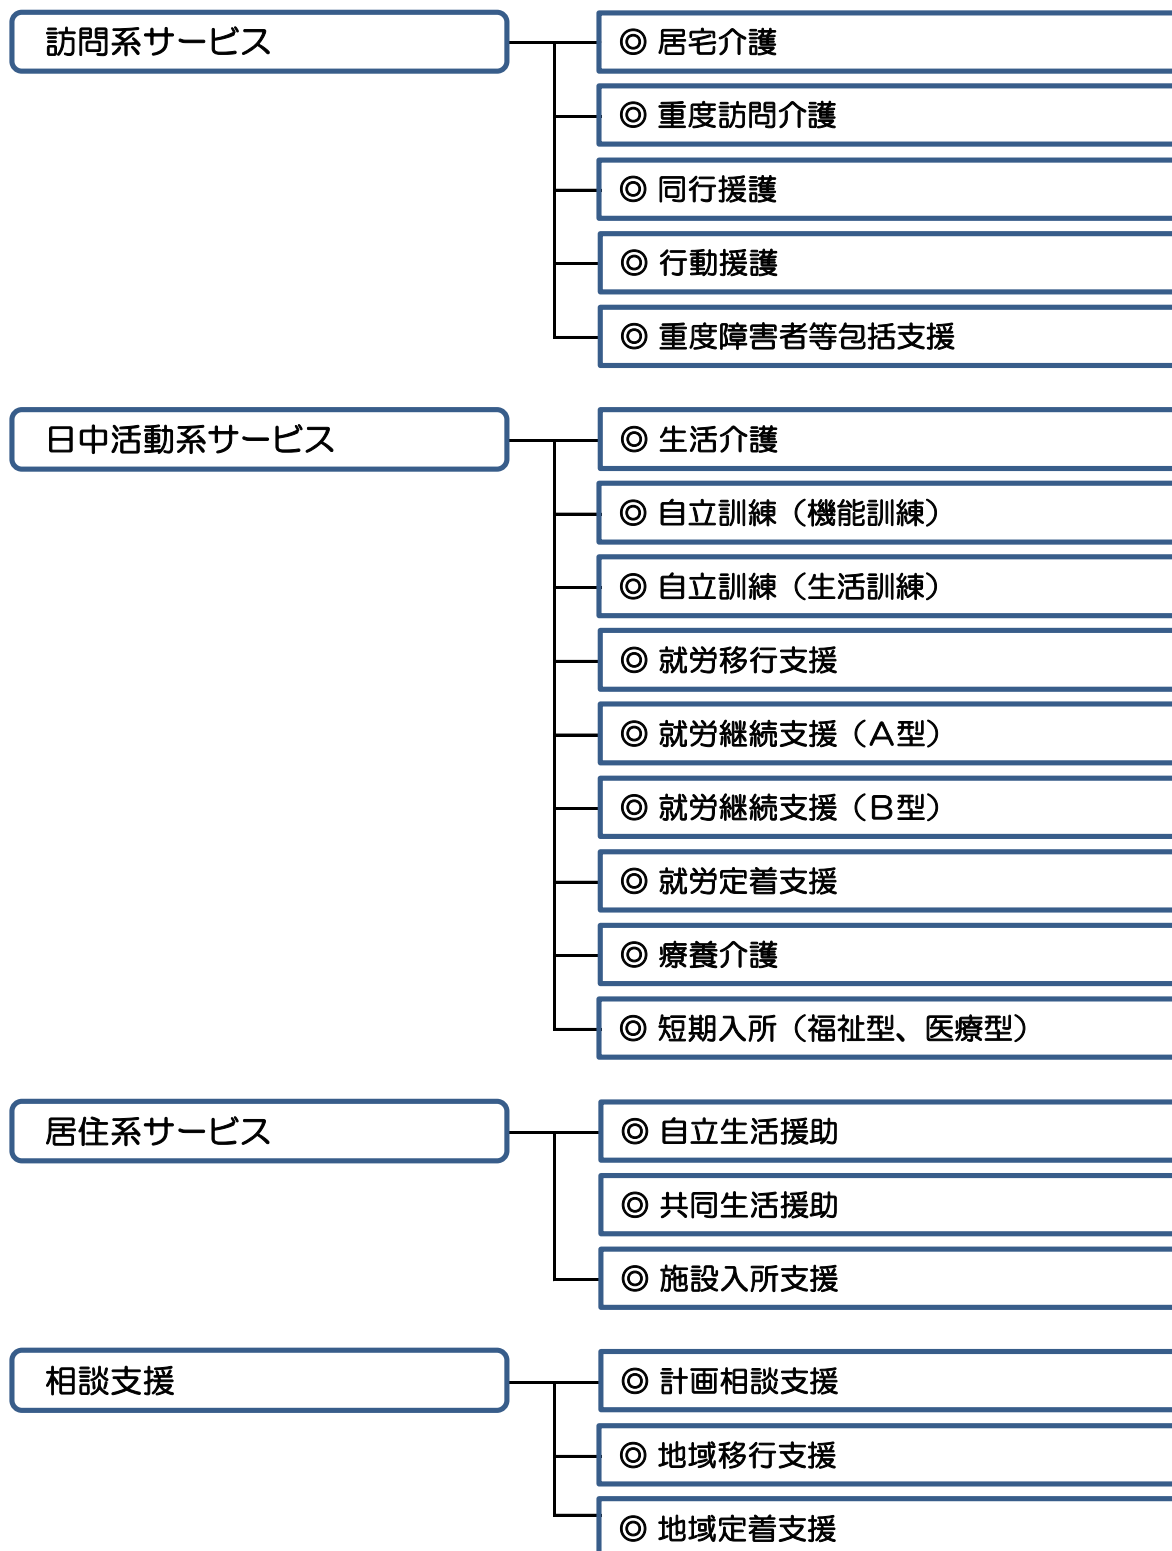 訪問系サービス
◎ 居宅介護
◎ 重度訪問介護
◎ 同行援護
◎ 行動援護
◎ 重度障害者等包括支援
日中活動系サービス
◎ 生活介護
◎ 自立訓練（機能訓練）
◎ 自立訓練（生活訓練）
◎ 就労移行支援
◎ 就労継続支援（Ａ型）
◎ 就労継続支援（Ｂ型）
◎ 就労定着支援
◎ 療養介護
◎ 短期入所（福祉型、医療型）
居住系サービス
◎ 自立生活援助
◎ 共同生活援助
◎ 施設入所支援
相談支援
◎ 計画相談支援
◎ 地域移行支援
◎ 地域定着支援